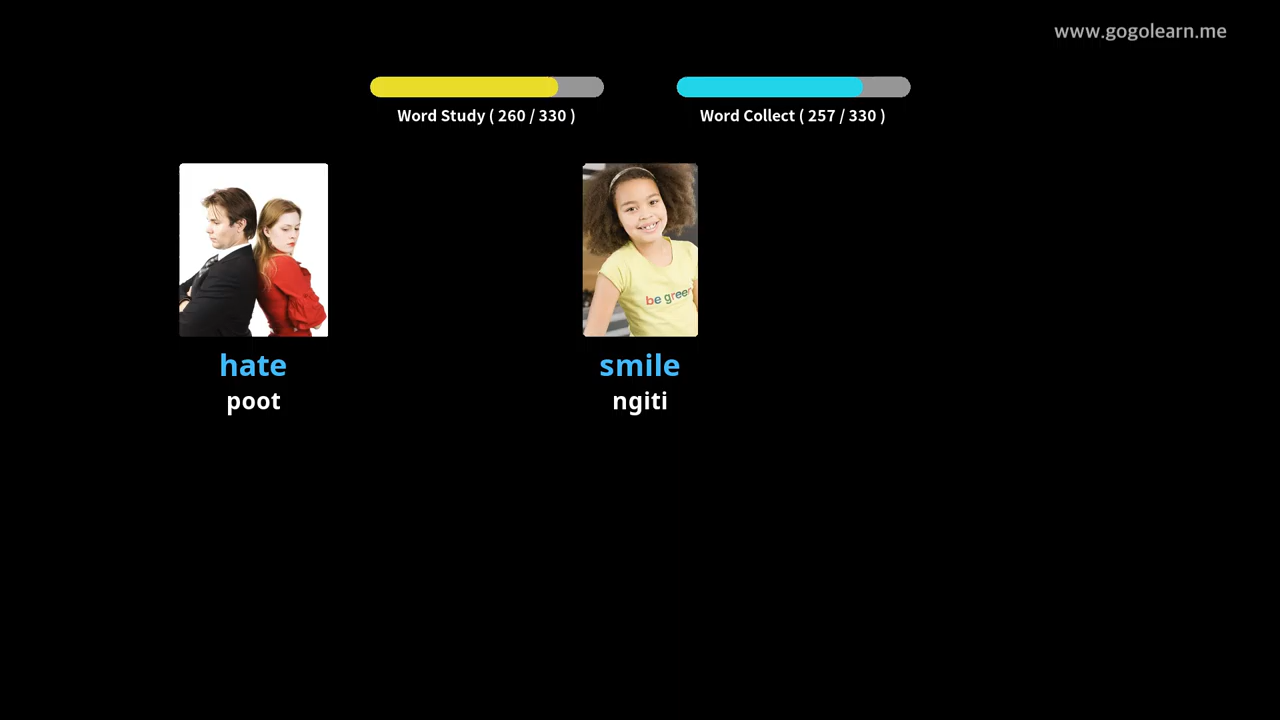 www.gogolearn.me
Word Study ( 260 / 330 )
Word Collect ( 257 / 330 )
be green
hate
poot
smile
ngiti